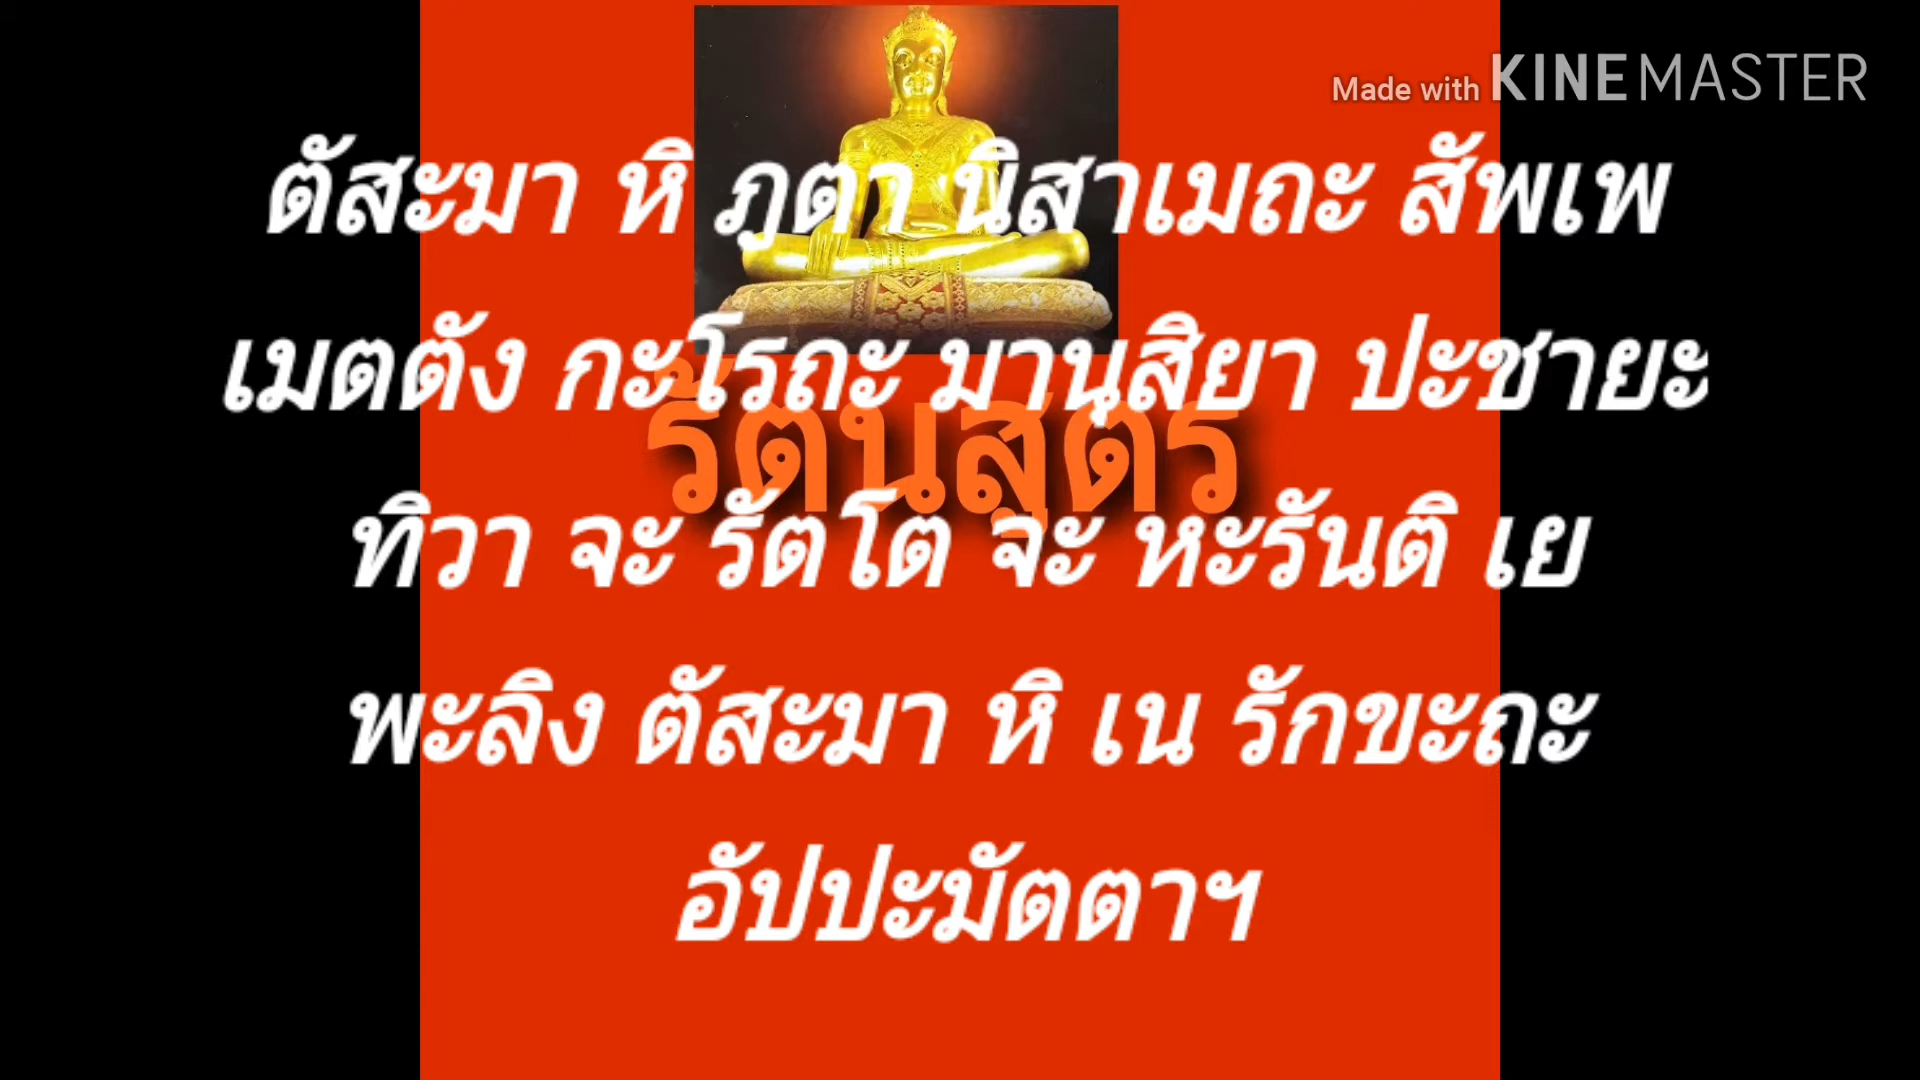 Made with KINEMASTER
ตัสะมา หิ ภูตา นิสาเมถะ สัพเพ
เมตตัง กะโรถะ มานุสิยา ปะชายะ
รัตนสูตร
ทิวา จะ รัตโต จะ หะรันติ เย
พะลิง ตัสะมา หิ เน รักขะถะ
อัปปะมัตตาฯ